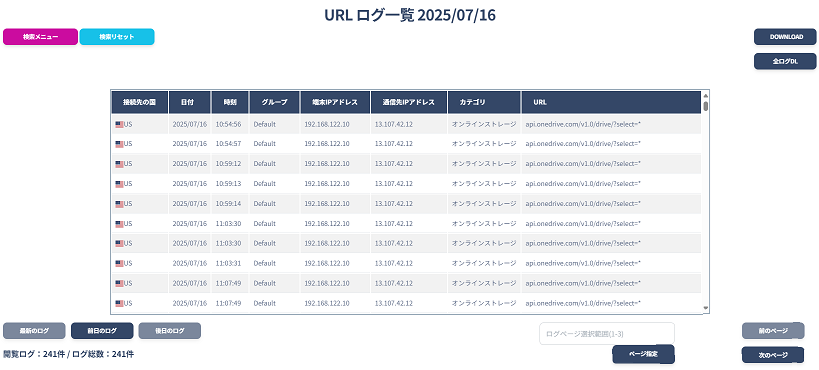 URL ログ一覧 2025/07/16
検索メニュー 検索リセット DOWNLOAD
全ログDL
接続先の国 日付 時刻 グループ 端末IPアドレス 通信先IPアドレス カテゴリ URL
US 2025/07/16 10:54:56 Default 192.168.122.10 13.107.42.12 オンラインストレージ api.onedrive.com/v1.0/drive/?select=*
US 2025/07/16 10:54:57 Default 192.168.122.10 13.107.42.12 オンラインストレージ api.onedrive.com/v1.0/drive/?select=*
US 2025/07/16 10:59:12 Default 192.168.122.10 13.107.42.12 オンラインストレージ api.onedrive.com/v1.0/drive/?select=*
US 2025/07/16 10:59:13 Default 192.168.122.10 13.107.42.12 オンラインストレージ api.onedrive.com/v1.0/drive/?select=*
US 2025/07/16 10:59:14 Default 192.168.122.10 13.107.42.12 オンラインストレージ api.onedrive.com/v1.0/drive/?select=*
US 2025/07/16 11:03:30 Default 192.168.122.10 13.107.42.12 オンラインストレージ api.onedrive.com/v1.0/drive/?select=*
US 2025/07/16 11:03:30 Default 192.168.122.10 13.107.42.12 オンラインストレージ api.onedrive.com/v1.0/drive/?select=*
US 2025/07/16 11:03:31 Default 192.168.122.10 13.107.42.12 オンラインストレージ api.onedrive.com/v1.0/drive/?select=*
US 2025/07/16 11:07:49 Default 192.168.122.10 13.107.42.12 オンラインストレージ api.onedrive.com/v1.0/drive/?select=*
US 2025/07/16 11:07:49 Default 192.168.122.10 13.107.42.12 オンラインストレージ api.onedrive.com/v1.0/drive/?select=*
最新のログ 前日のログ 後日のログ ログページ選択範囲(1-3) 前のページ
閲覧ログ：241件 / ログ総数：241件 ページ指定 次のページ